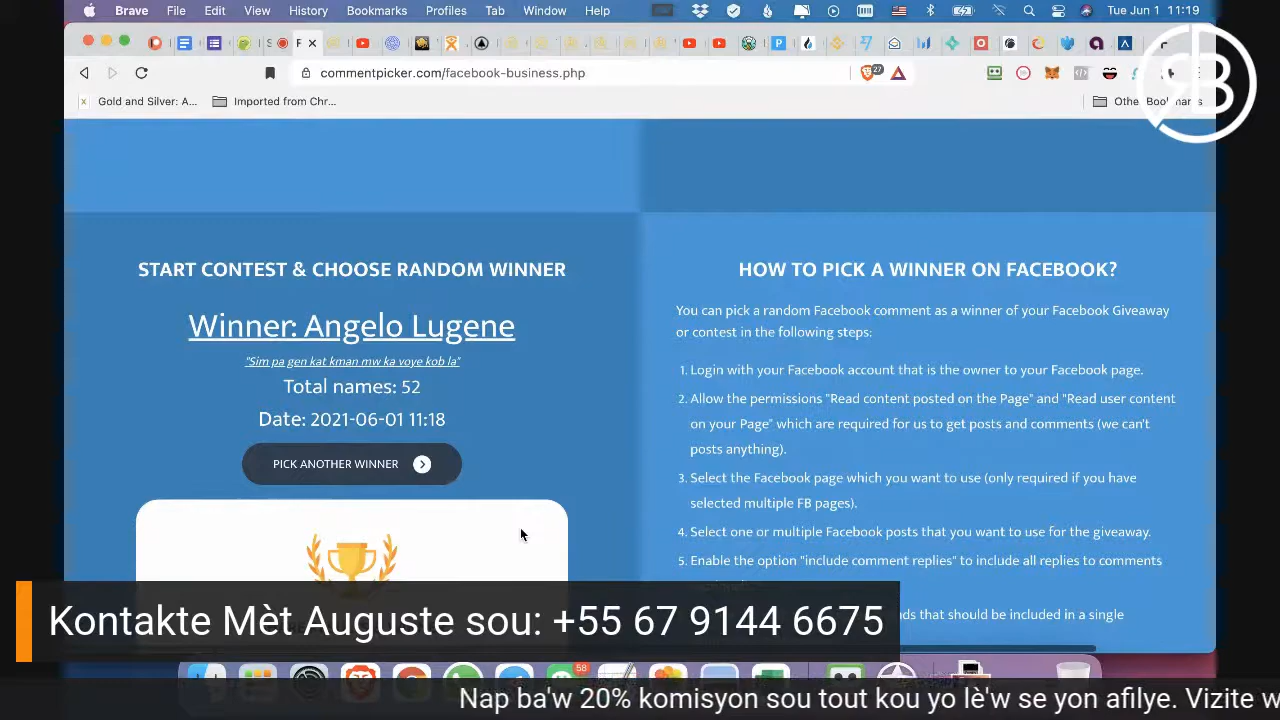 Brave File Edit View History Bookmarks Profiles Tab Window Help Tue Jun 1 11:19
commentpicker.com/facebook-business.php 27
Gold and Silver: A... Imported from Chr... Other Bookmarks
START CONTEST & CHOOSE RANDOM WINNER
Winner: Angelo Lugene
"Sim pa gen kat kman mw ka voye kob la"
Total names: 52
Date: 2021-06-01 11:18
PICK ANOTHER WINNER
HOW TO PICK A WINNER ON FACEBOOK?
You can pick a random Facebook comment as a winner of your Facebook Giveaway
or contest in the following steps:
1. Login with your Facebook account that is the owner to your Facebook page.
2. Allow the permissions "Read content posted on the Page" and "Read user content
on your Page" which are required for us to get posts and comments (we can't
posts anything).
3. Select the Facebook page which you want to use (only required if you have
selected multiple FB pages).
4. Select one or multiple Facebook posts that you want to use for the giveaway.
5. Enable the option "include comment replies" to include all replies to comments
that should be included in a single
Kontakte Mèt Auguste sou: +55 67 9144 6675
58
Nap ba'w 20% komisyon sou tout kou yo lè'w se yon afilye. Vizite